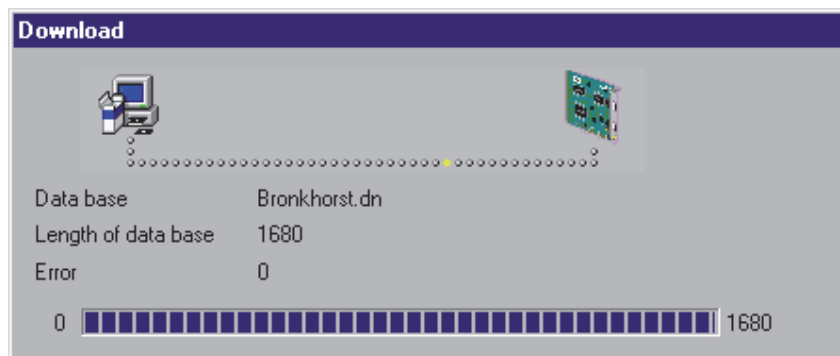 Download
Data base Bronkhorst.dn
Length of data base 1680
Error 0
0 1680